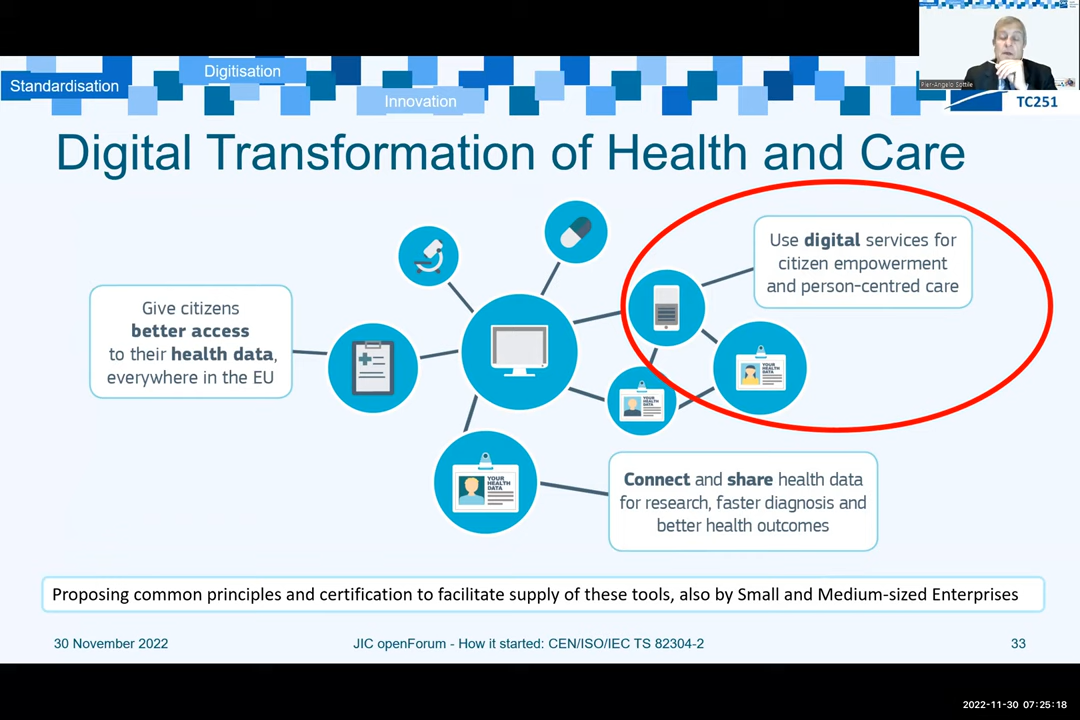 Standardisation
Digitisation
Innovation
Pier-Angelo Sottile
TC251
Digital Transformation of Health and Care
Give citizens
better access
to their health data,
everywhere in the EU
Use digital services for
citizen empowerment
and person-centred care
YOUR
HEALTH
DATA
YOUR
HEALTH
DATA
YOUR
HEALTH
DATA
Connect and share health data
for research, faster diagnosis and
better health outcomes
Proposing common principles and certification to facilitate supply of these tools, also by Small and Medium-sized Enterprises
30 November 2022
JIC openForum - How it started: CEN/ISO/IEC TS 82304-2
33
2022-11-30 07:25:18